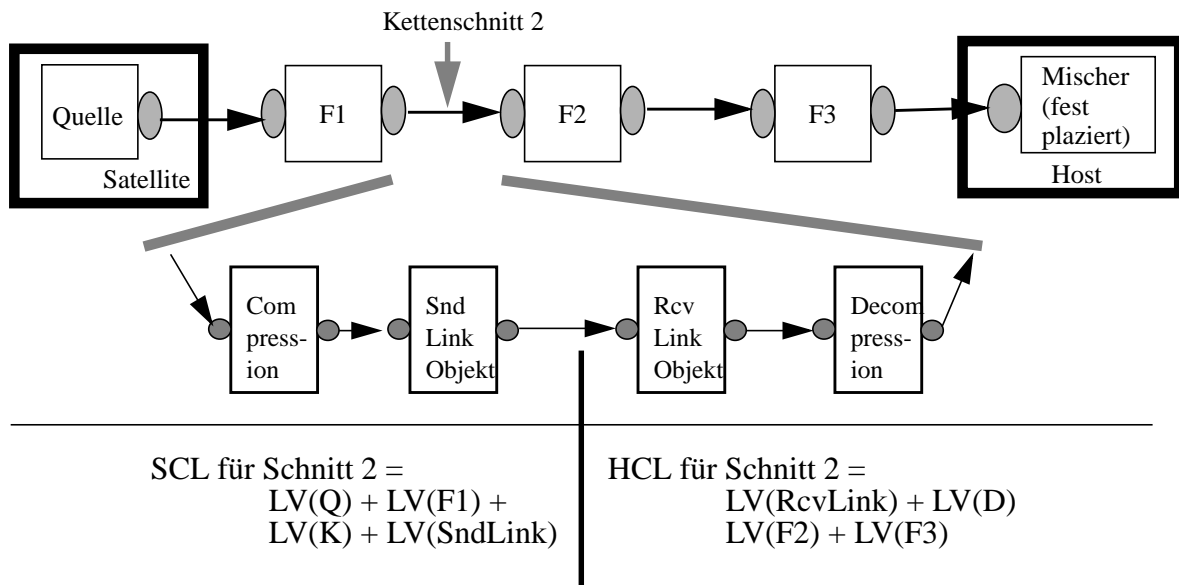 Kettenschnitt 2
Quelle
Satellite
F1
F2
F3
Mischer
(fest
plaziert)
Host
Com
press-
ion
Snd
Link
Objekt
Rcv
Link
Objekt
Decom
press-
ion
SCL für Schnitt 2 =
LV(Q) + LV(F1) +
LV(K) + LV(SndLink)
HCL für Schnitt 2 =
LV(RcvLink) + LV(D)
LV(F2) + LV(F3)